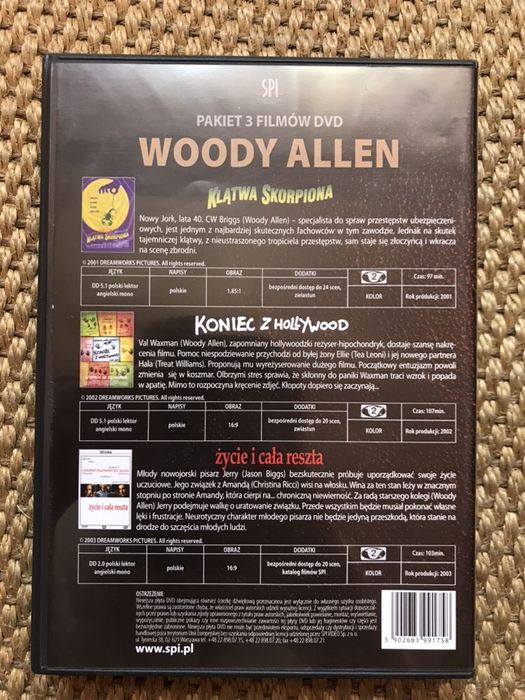 SPI
PAKIET 3 FILMÓW DVD
WOODY ALLEN
KLĄTWA SKORPIONA
KLĄTWA SKORPIONA
Nowy Jork, lata 40. CW Briggs (Woody Allen) – specjalista do spraw przestępstw ubezpieczeni-
owych, jest jednym z najbardziej skutecznych fachowców w tym zawodzie. Jednak na skutek
tajemniczej klątwy, z nieustraszonego tropiciela przestępstw, sam staje się złoczyńcą i wkracza
na scenę zbrodni.
© 2001 DREAMWORKS PICTURES. All rights reserved.
JĘZYK NAPISY OBRAZ DODATKI 2 Czas: 97 min.
DD 5.1 polski lektor polskie 1.85:1 bezpośredni dostęp do 24 scen,
angielski mono zwiastun KOLOR Rok produkcji: 2001
KONIEC Z HOLLYWOOD
Val Waxman (Woody Allen), zapomniany hollywoodzki reżyser-hipochondryk, dostaje szansę nakrę-
cenia filmu. Pomoc niespodziewanie przychodzi od byłej żony Ellie (Tea Leoni) i jej nowego partnera
Hala (Treat Williams). Proponują mu wyreżyserowanie dużego filmu. Początkowy entuzjazm powoli
zmienia się w koszmar. Olbrzymi stres sprawia, że skłonny do paniki Waxman traci wzrok i popada
w apatię. Mimo to rozpoczyna kręcenie zdjęć. Kłopoty dopiero się zaczynają...
© 2002 DREAMWORKS PICTURES. All rights reserved.
JĘZYK NAPISY OBRAZ DODATKI 2 Czas: 107min.
DD 5.1 polski lektor polskie 16:9 bezpośredni dostęp do 20 scen,
angielski mono zwiastun KOLOR Rok produkcji: 2002
życie i cała reszta
życie i cała reszta
Młody nowojorski pisarz Jerry (Jason Biggs) bezskutecznie próbuje uporządkować swoje życie
uczuciowe. Jego związek z Amandą (Christina Ricci) wisi na włosku. Wina za ten stan leży w znacznym
stopniu po stronie Amandy, która cierpi na... chroniczną niewierność. Za radą starszego kolegi (Woody
Allen) Jerry podejmuje walkę o uratowanie związku. Przede wszystkim będzie musiał pokonać własne
lęki i frustracje. Neurotyczny charakter młodego pisarza nie będzie jedyną przeszkodą, która stanie na
drodze do szczęścia młodych ludzi.
© 2003 DREAMWORKS PICTURES. All rights reserved.
JĘZYK NAPISY OBRAZ DODATKI 2 Czas: 103min.
DD 2.0 polski lektor polskie 16:9 bezpośredni dostęp do 20 scen,
angielski mono katalog filmów SPI. KOLOR Rok produkcji: 2003
OSTRZEŻENIE:
www.spi.pl
5 902683 991758